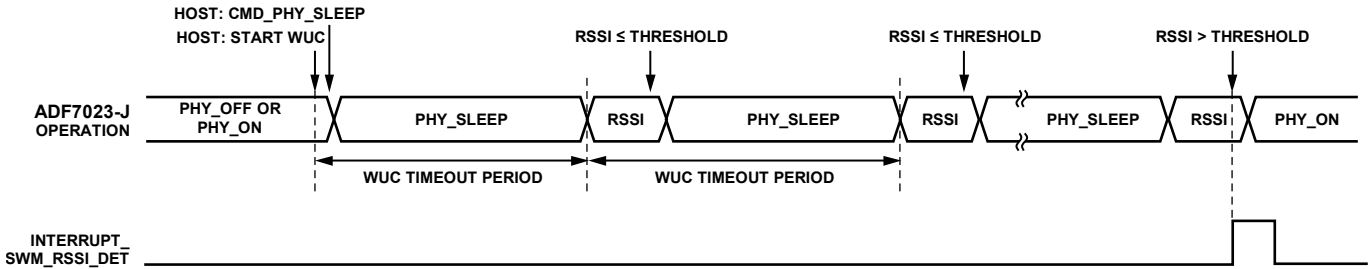 HOST: CMD_PHY_SLEEP
HOST: START WUC
RSSI ≤ THRESHOLD
RSSI ≤ THRESHOLD
RSSI > THRESHOLD
ADF7023-J
OPERATION
PHY_OFF OR
PHY_ON
PHY_SLEEP
RSSI
PHY_SLEEP
RSSI
PHY_SLEEP
RSSI
PHY_ON
WUC TIMEOUT PERIOD
WUC TIMEOUT PERIOD
INTERRUPT_
SWM_RSSI_DET